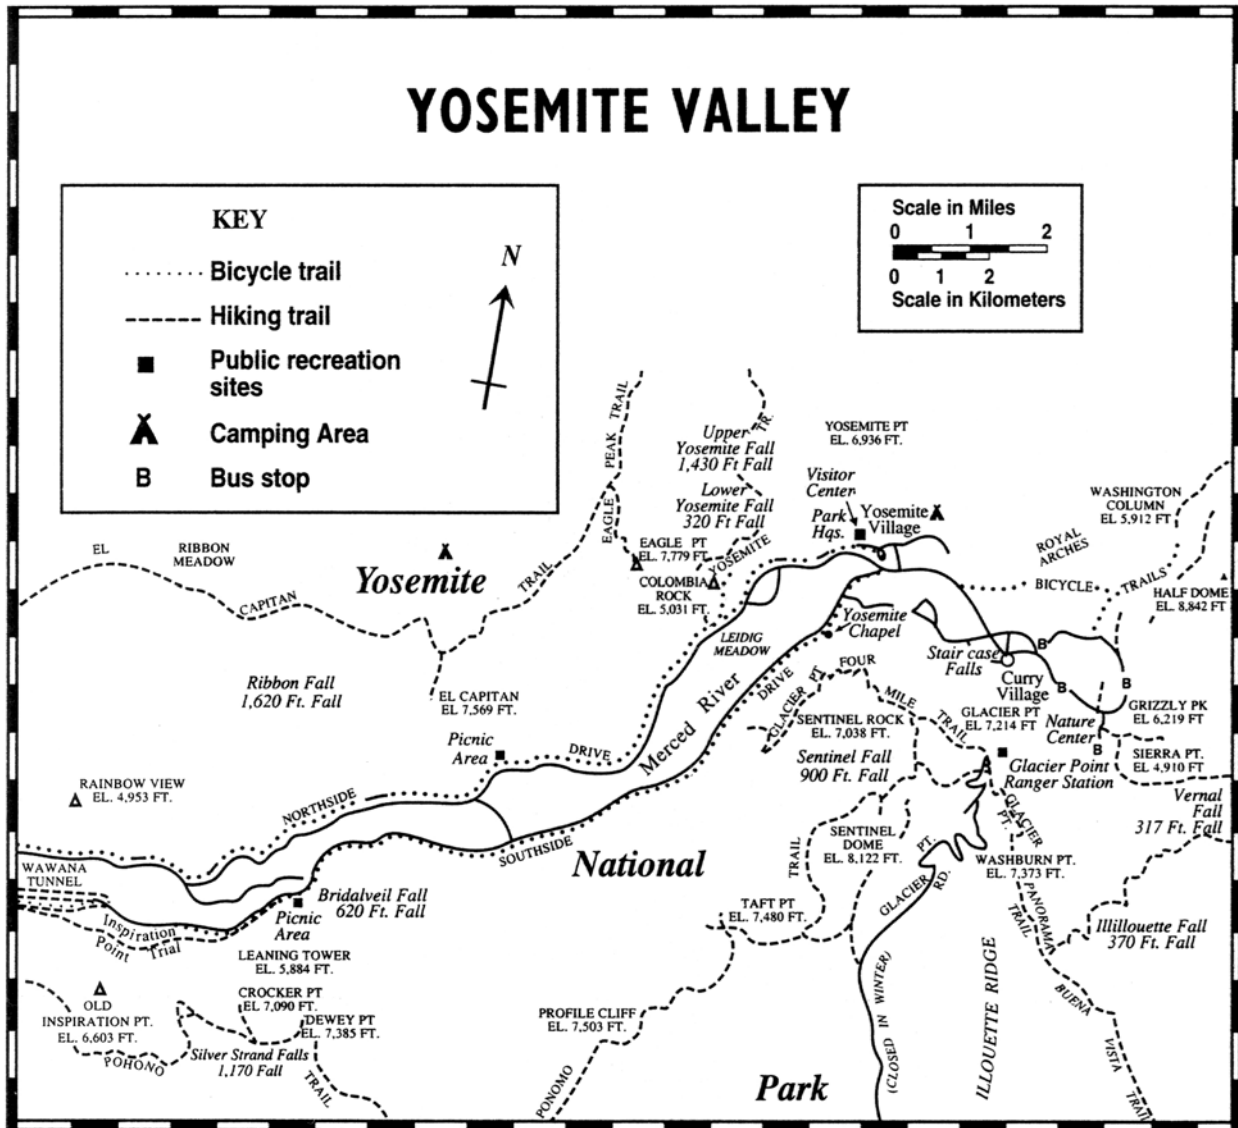 YOSEMITE VALLEY
KEY
Bicycle trail
Hiking trail
Public recreation
sites
Camping Area
B Bus stop
N
Scale in Miles
0 1 2
0 1 2
Scale in Kilometers
EAGLE PEAK TRAIL
TR.
Upper
Yosemite Fall
1,430 Ft Fall
YOSEMITE PT
EL. 6,936 FT.
Lower
Yosemite Fall
320 Ft Fall
Visitor
Center
Park
Hqs.
Yosemite
Village
WASHINGTON
COLUMN
EL 5,912 FT
ROYAL
ARCHES
BICYCLE TRAILS
HALF DOME
EL. 8,842 FT
EL
RIBBON
MEADOW
CAPITAN
TRAIL
Yosemite
EAGLE PT
EL. 7,779 FT.
YOSEMITE
COLOMBIA
ROCK
EL. 5,031 FT.
LEIDIG
MEADOW
Yosemite
Chapel
Stair case
Falls
B
B
B
B
Curry
Village
Ribbon Fall
1,620 Ft. Fall
EL CAPITAN
EL 7,569 FT.
Merced River
DRIVE
GLACIER PT
FOUR
MILE
TRAIL
SENTINEL ROCK
EL. 7,038 FT.
GLACIER PT
EL. 7,214 FT
Nature
Center
GRIZZLY PK
EL 6,219 FT
Picnic
Area
DRIVE
Sentinel Fall
900 Ft. Fall
Glacier Point
Ranger Station
SIERRA PT.
EL 4,910 FT
RAINBOW VIEW
EL. 4,953 FT.
NORTHSIDE
SOUTHSIDE
Vernal
Fall
317 Ft. Fall
GLACIER
PT.
WAWANA
TUNNEL
National
TRAIL
SENTINEL
DOME
EL. 8,122 FT.
GLACIER PT.
RD.
WASHBURN PT.
EL. 7,373 FT.
Bridalveil Fall
620 Ft. Fall
Picnic
Area
Inspiration
Point Trial
TAFT PT
EL. 7,480 FT.
PANORAMA
TRAIL
Illillouette Fall
370 Ft. Fall
LEANING TOWER
EL. 5,884 FT.
OLD
INSPIRATION PT.
EL. 6,603 FT.
CROCKER PT
EL 7,090 FT.
DEWEY PT
EL. 7,385 FT.
PROFILE CLIFF
EL. 7,503 FT.
BUENA
VISTA
TRAIL
POHONO
Silver Strand Falls
1,170 Fall
TRAIL
PONOMO
Park
(CLOSED IN WINTER)
ILLOUETTE RIDGE